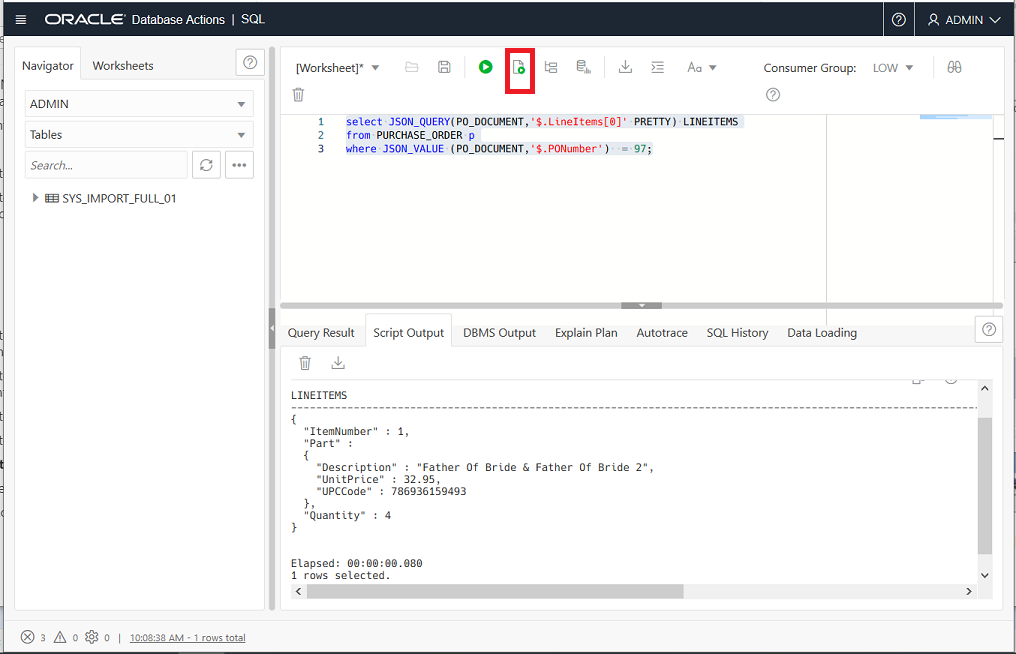 ORACLE Database Actions | SQL
ADMIN
Navigator
Worksheets
ADMIN
Tables
Search...
SYS_IMPORT_FULL_01
[Worksheet]*
Aa
Consumer Group: LOW
1 select JSON_QUERY(PO_DOCUMENT,'$.LineItems[0]' PRETTY) LINEITEMS
2 from PURCHASE_ORDER p
3 where JSON_VALUE (PO_DOCUMENT,'$.PONumber')  = 97;
Query Result
Script Output
DBMS Output
Explain Plan
Autotrace
SQL History
Data Loading
LINEITEMS
--------------------------------------------------------------------------------
{
"ItemNumber" : 1,
"Part" :
{
"Description" : "Father Of Bride & Father Of Bride 2",
"UnitPrice" : 32.95,
"UPCCode" : 786936159493
},
"Quantity" : 4
}
Elapsed: 00:00:00.080
1 rows selected.
3 0 0 | 10:08:38 AM - 1 rows total